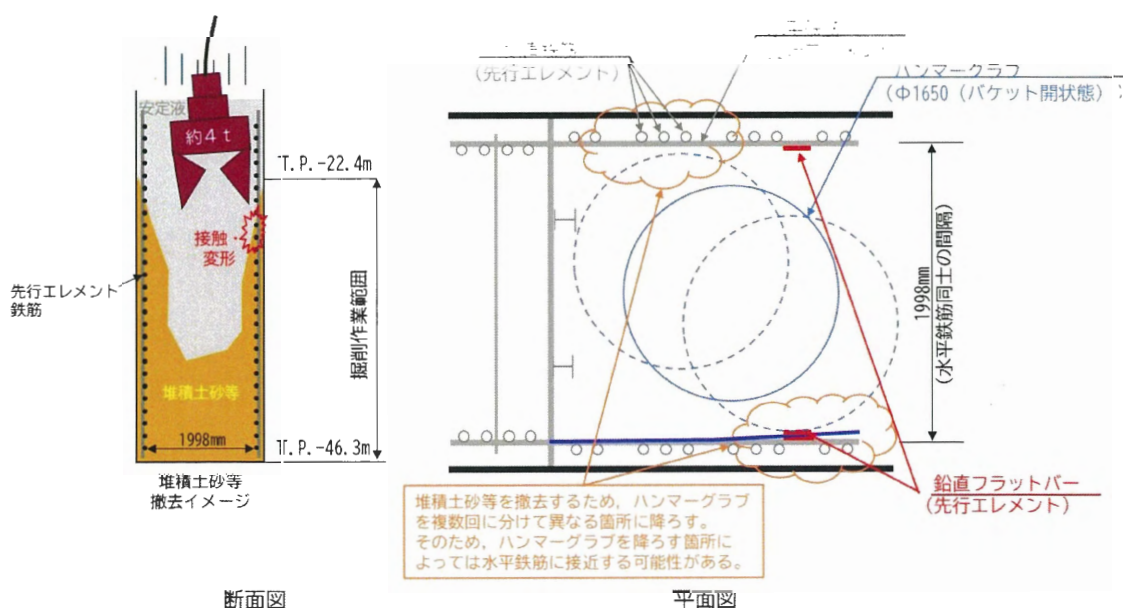 安定液
約4t
T.P.-22.4m
接触・
変形
先行エレメント
鉄筋
掘削作業範囲
堆積土砂等
1998mm
T.P.-46.3m
堆積土砂等
撤去イメージ
断面図
(先行エレメント)
ハンマーグラブ
(Φ1650 (バケット開状態)
1998mm
(水平鉄筋同士の間隔)
鉛直フラットバー
(先行エレメント)
堆積土砂等を撤去するため,ハンマーグラブ
を複数回に分けて異なる箇所に降ろす。
そのため,ハンマーグラブを降ろす箇所に
よっては水平鉄筋に接近する可能性がある。
平面図